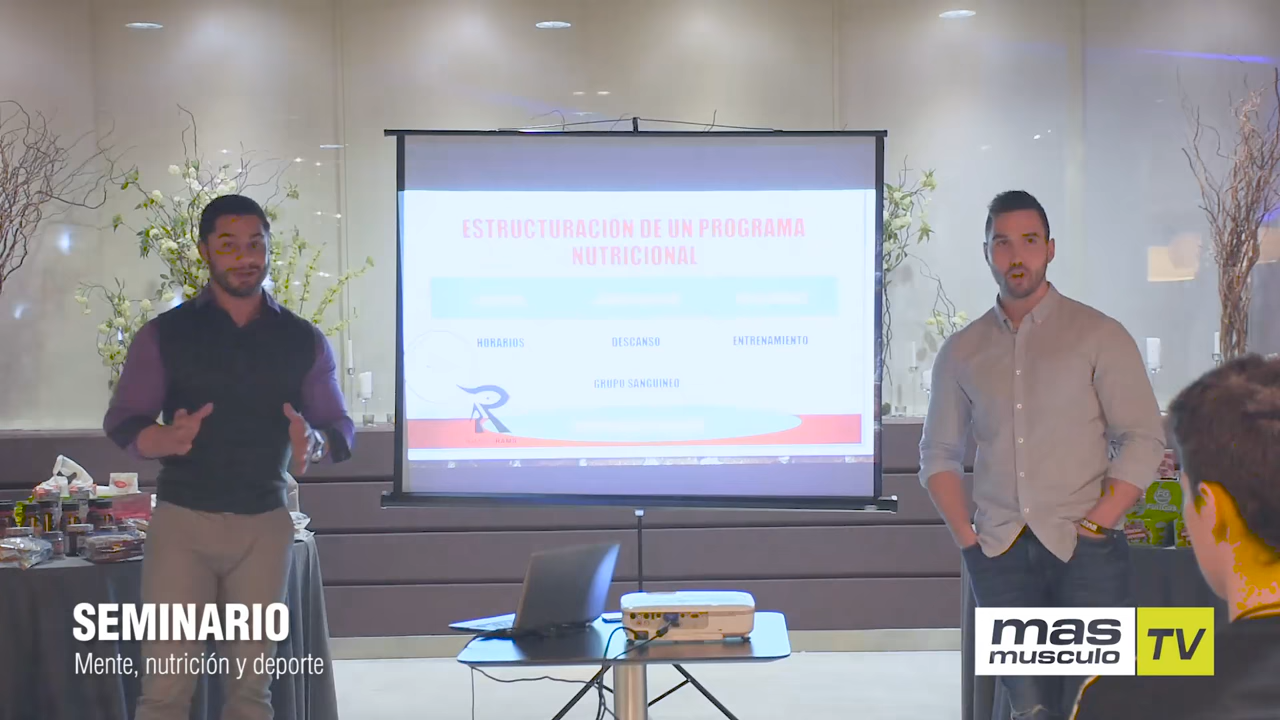 ESTRUCTURACION DE UN PROGRAMA
NUTRICIONAL
HORARIOS
DESCANSO
ENTRENAMIENTO
GRUPO SANGUINEO
SEMINARIO
Mente, nutrición y deporte
mas
musculo
TV